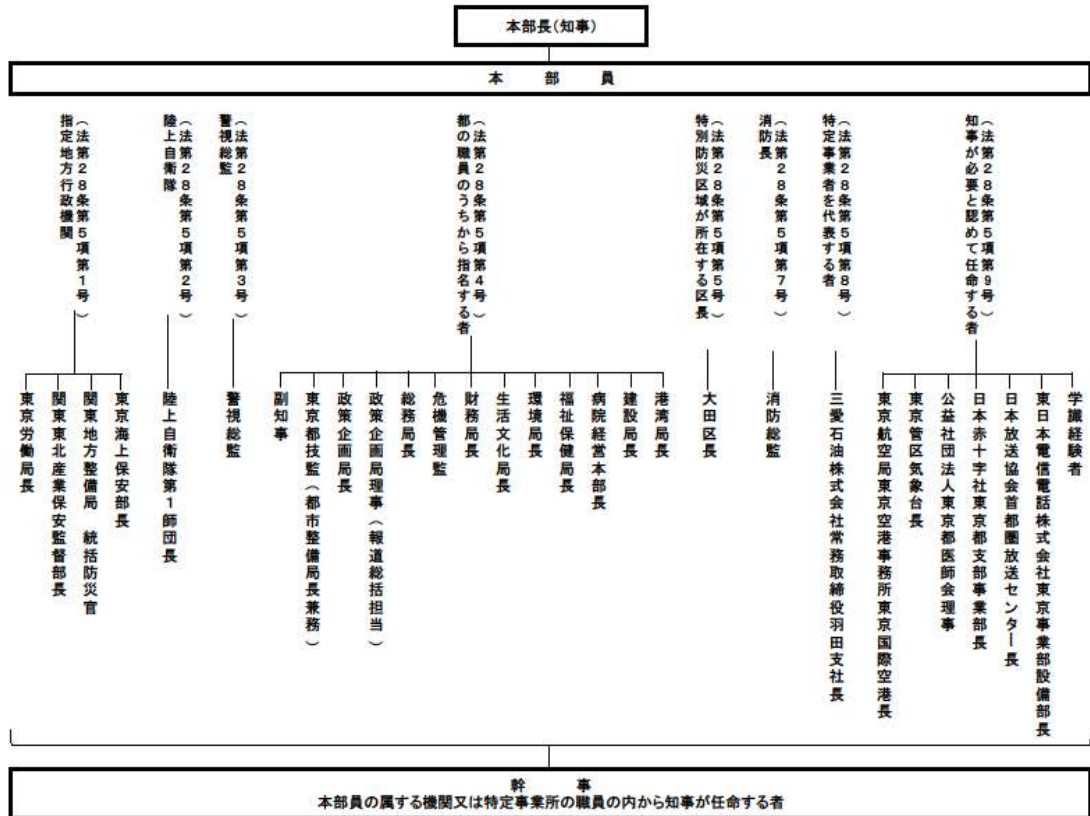 本部長（知事）
本　部　員
指定地方行政機関
（法第２８条第５項第１号）
東京労働局長
関東東北産業保安監督部長
関東地方整備局　統括防災官
東京海上保安部長
陸上自衛隊
（法第２８条第５項第２号）
陸上自衛隊第１師団長
警視総監
（法第２８条第５項第３号）
警視総監
都の職員のうちから指名する者
（法第２８条第５項第４号）
副知事
東京都技監（都市整備局長兼務）
政策企画局長
政策企画局理事（報道総括担当）
総務局長
危機管理監
財務局長
生活文化局長
環境局長
福祉保健局長
病院経営本部長
建設局長
港湾局長
特別防災区域が所在する区長
（法第２８条第５項第５号）
大田区長
消防長
（法第２８条第５項第７号）
消防総監
特定事業者を代表する者
（法第２８条第５項第８号）
三愛石油株式会社常務取締役羽田支社長
知事が必要と認めて任命する者
（法第２８条第５項第９号）
東京航空局東京空港事務所東京国際空港長
東京管区気象台長
公益社団法人東京都医師会理事
日本赤十字社東京都支部事業部長
日本放送協会首都圏放送センター長
東日本電信電話株式会社東京事業部設備部長
学識経験者
幹　事
本部員の属する機関又は特定事業所の職員の内から知事が任命する者